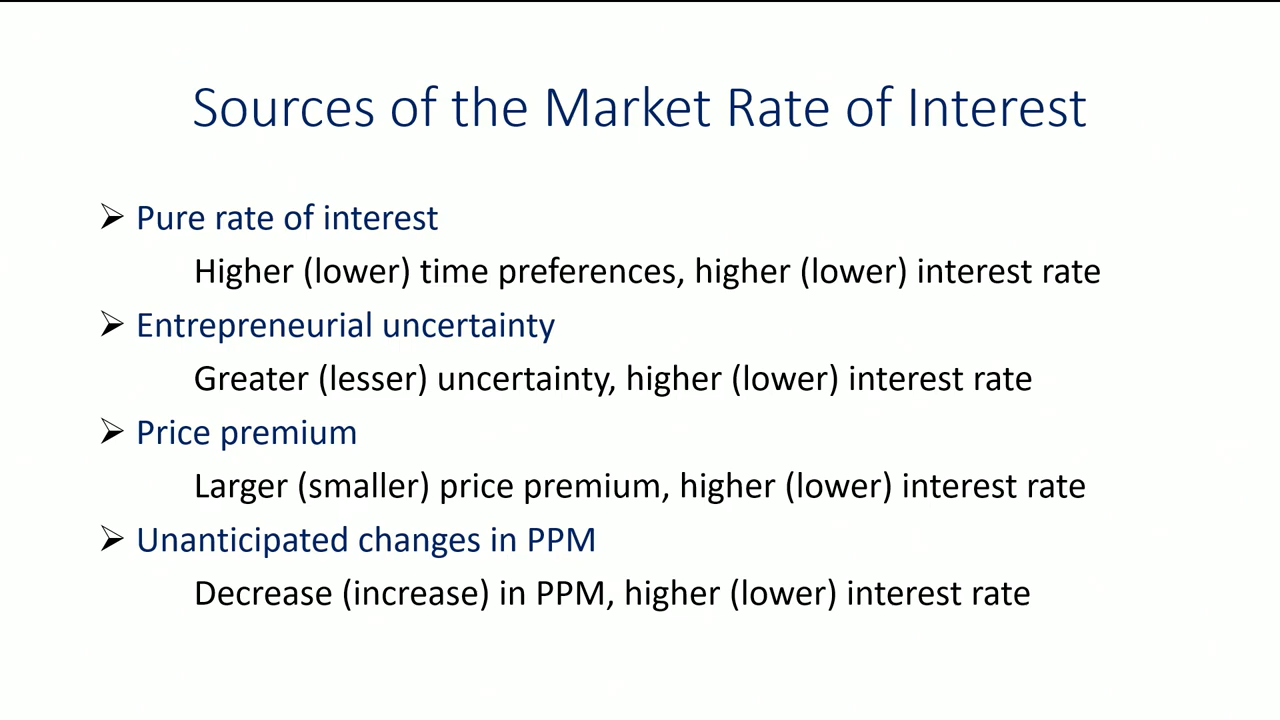 Sources of the Market Rate of Interest
➢ Pure rate of interest
Higher (lower) time preferences, higher (lower) interest rate
➢ Entrepreneurial uncertainty
Greater (lesser) uncertainty, higher (lower) interest rate
➢ Price premium
Larger (smaller) price premium, higher (lower) interest rate
➢ Unanticipated changes in PPM
Decrease (increase) in PPM, higher (lower) interest rate